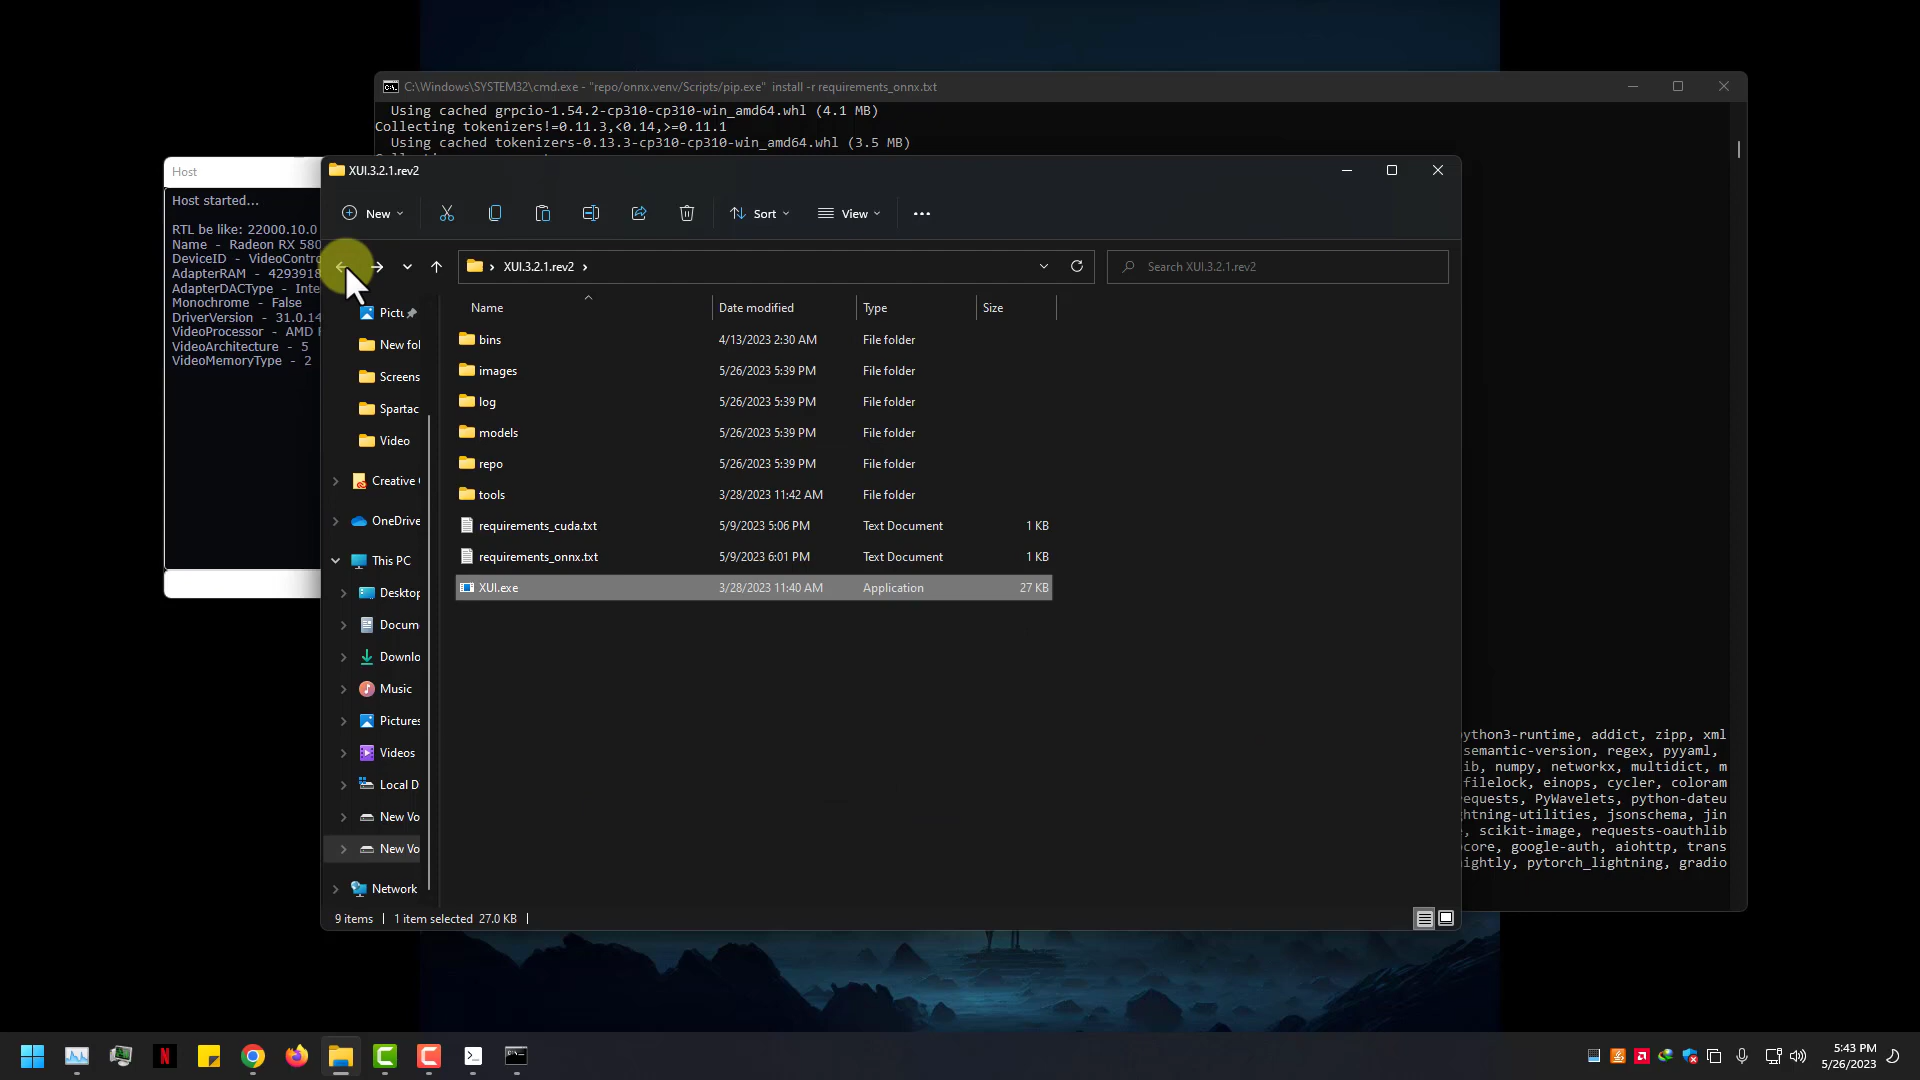 C:\Windows\SYSTEM32\cmd.exe - "repo/onnx.venv/Scripts/pip.exe" install -r requirements_onnx.txt
Using cached grpcio-1.54.2-cp310-cp310-win_amd64.whl (4.1 MB)
Collecting tokenizers!=0.11.3,<0.14,>=0.11.1
Using cached tokenizers-0.13.3-cp310-cp310-win_amd64.whl (3.5 MB)
Host
Host started...
RTL be like: 22000.10.0
Name - Radeon RX 580
DeviceID - VideoContro
AdapterRAM - 4293918
AdapterDACType - Inte
Monochrome - False
DriverVersion - 31.0.14
VideoProcessor - AMD
VideoArchitecture - 5
VideoMemoryType - 2
XUI.3.2.1.rev2
New
Sort
View
XUI.3.2.1.rev2
Search XUI.3.2.1.rev2
Name Date modified Type Size
bins 4/13/2023 2:30 AM File folder
images 5/26/2023 5:39 PM File folder
log 5/26/2023 5:39 PM File folder
models 5/26/2023 5:39 PM File folder
repo 5/26/2023 5:39 PM File folder
tools 3/28/2023 11:42 AM File folder
requirements_cuda.txt 5/9/2023 5:06 PM Text Document 1 KB
requirements_onnx.txt 5/9/2023 6:01 PM Text Document 1 KB
XUI.exe 3/28/2023 11:40 AM Application 27 KB
Pictu
New fol
Screens
Spartac
Video
Creative
OneDrive
This PC
Desktop
Docum
Downlo
Music
Pictures
Videos
Local D
New Vo
New Vo
Network
9 items 1 item selected 27.0 KB
ython3-runtime, addict, zipp, xml
semantic-version, regex, pyyaml,
ib, numpy, networkx, multidict, m
filelock, einops, cycler, coloram
equests, PyWavelets, python-dateu
ghtning-utilities, jsonschema, jin
, scikit-image, requests-oauthlib
core, google-auth, aiohttp, trans
nightly, pytorch_lightning, gradio
5:43 PM
5/26/2023